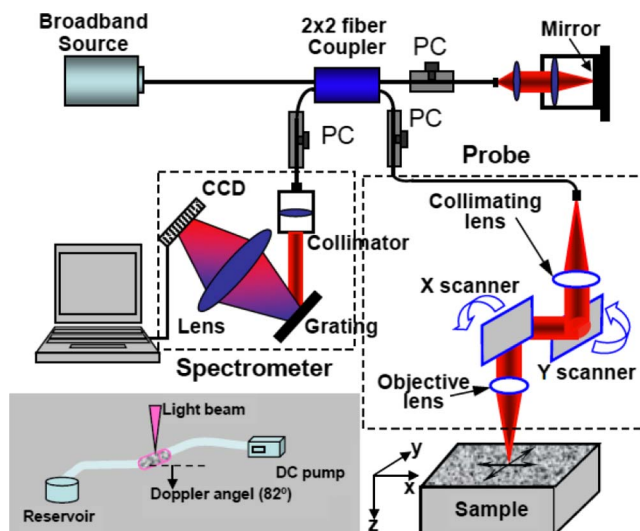 Broadband
Source
2x2 fiber
Coupler
PC
Mirror
PC
PC
Probe
CCD
Collimating
lens
Collimator
X scanner
Lens
Grating
Y scanner
Spectrometer
Objective
lens
Light beam
DC pump
Doppler angel (82º)
Reservoir
y
x
z
Sample